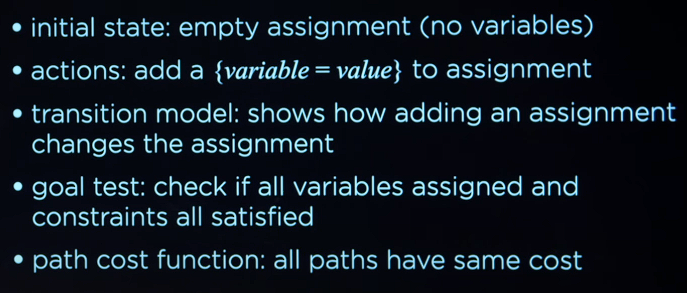 • initial state: empty assignment (no variables)
• actions: add a {variable = value} to assignment
• transition model: shows how adding an assignment
changes the assignment
• goal test: check if all variables assigned and
constraints all satisfied
• path cost function: all paths have same cost